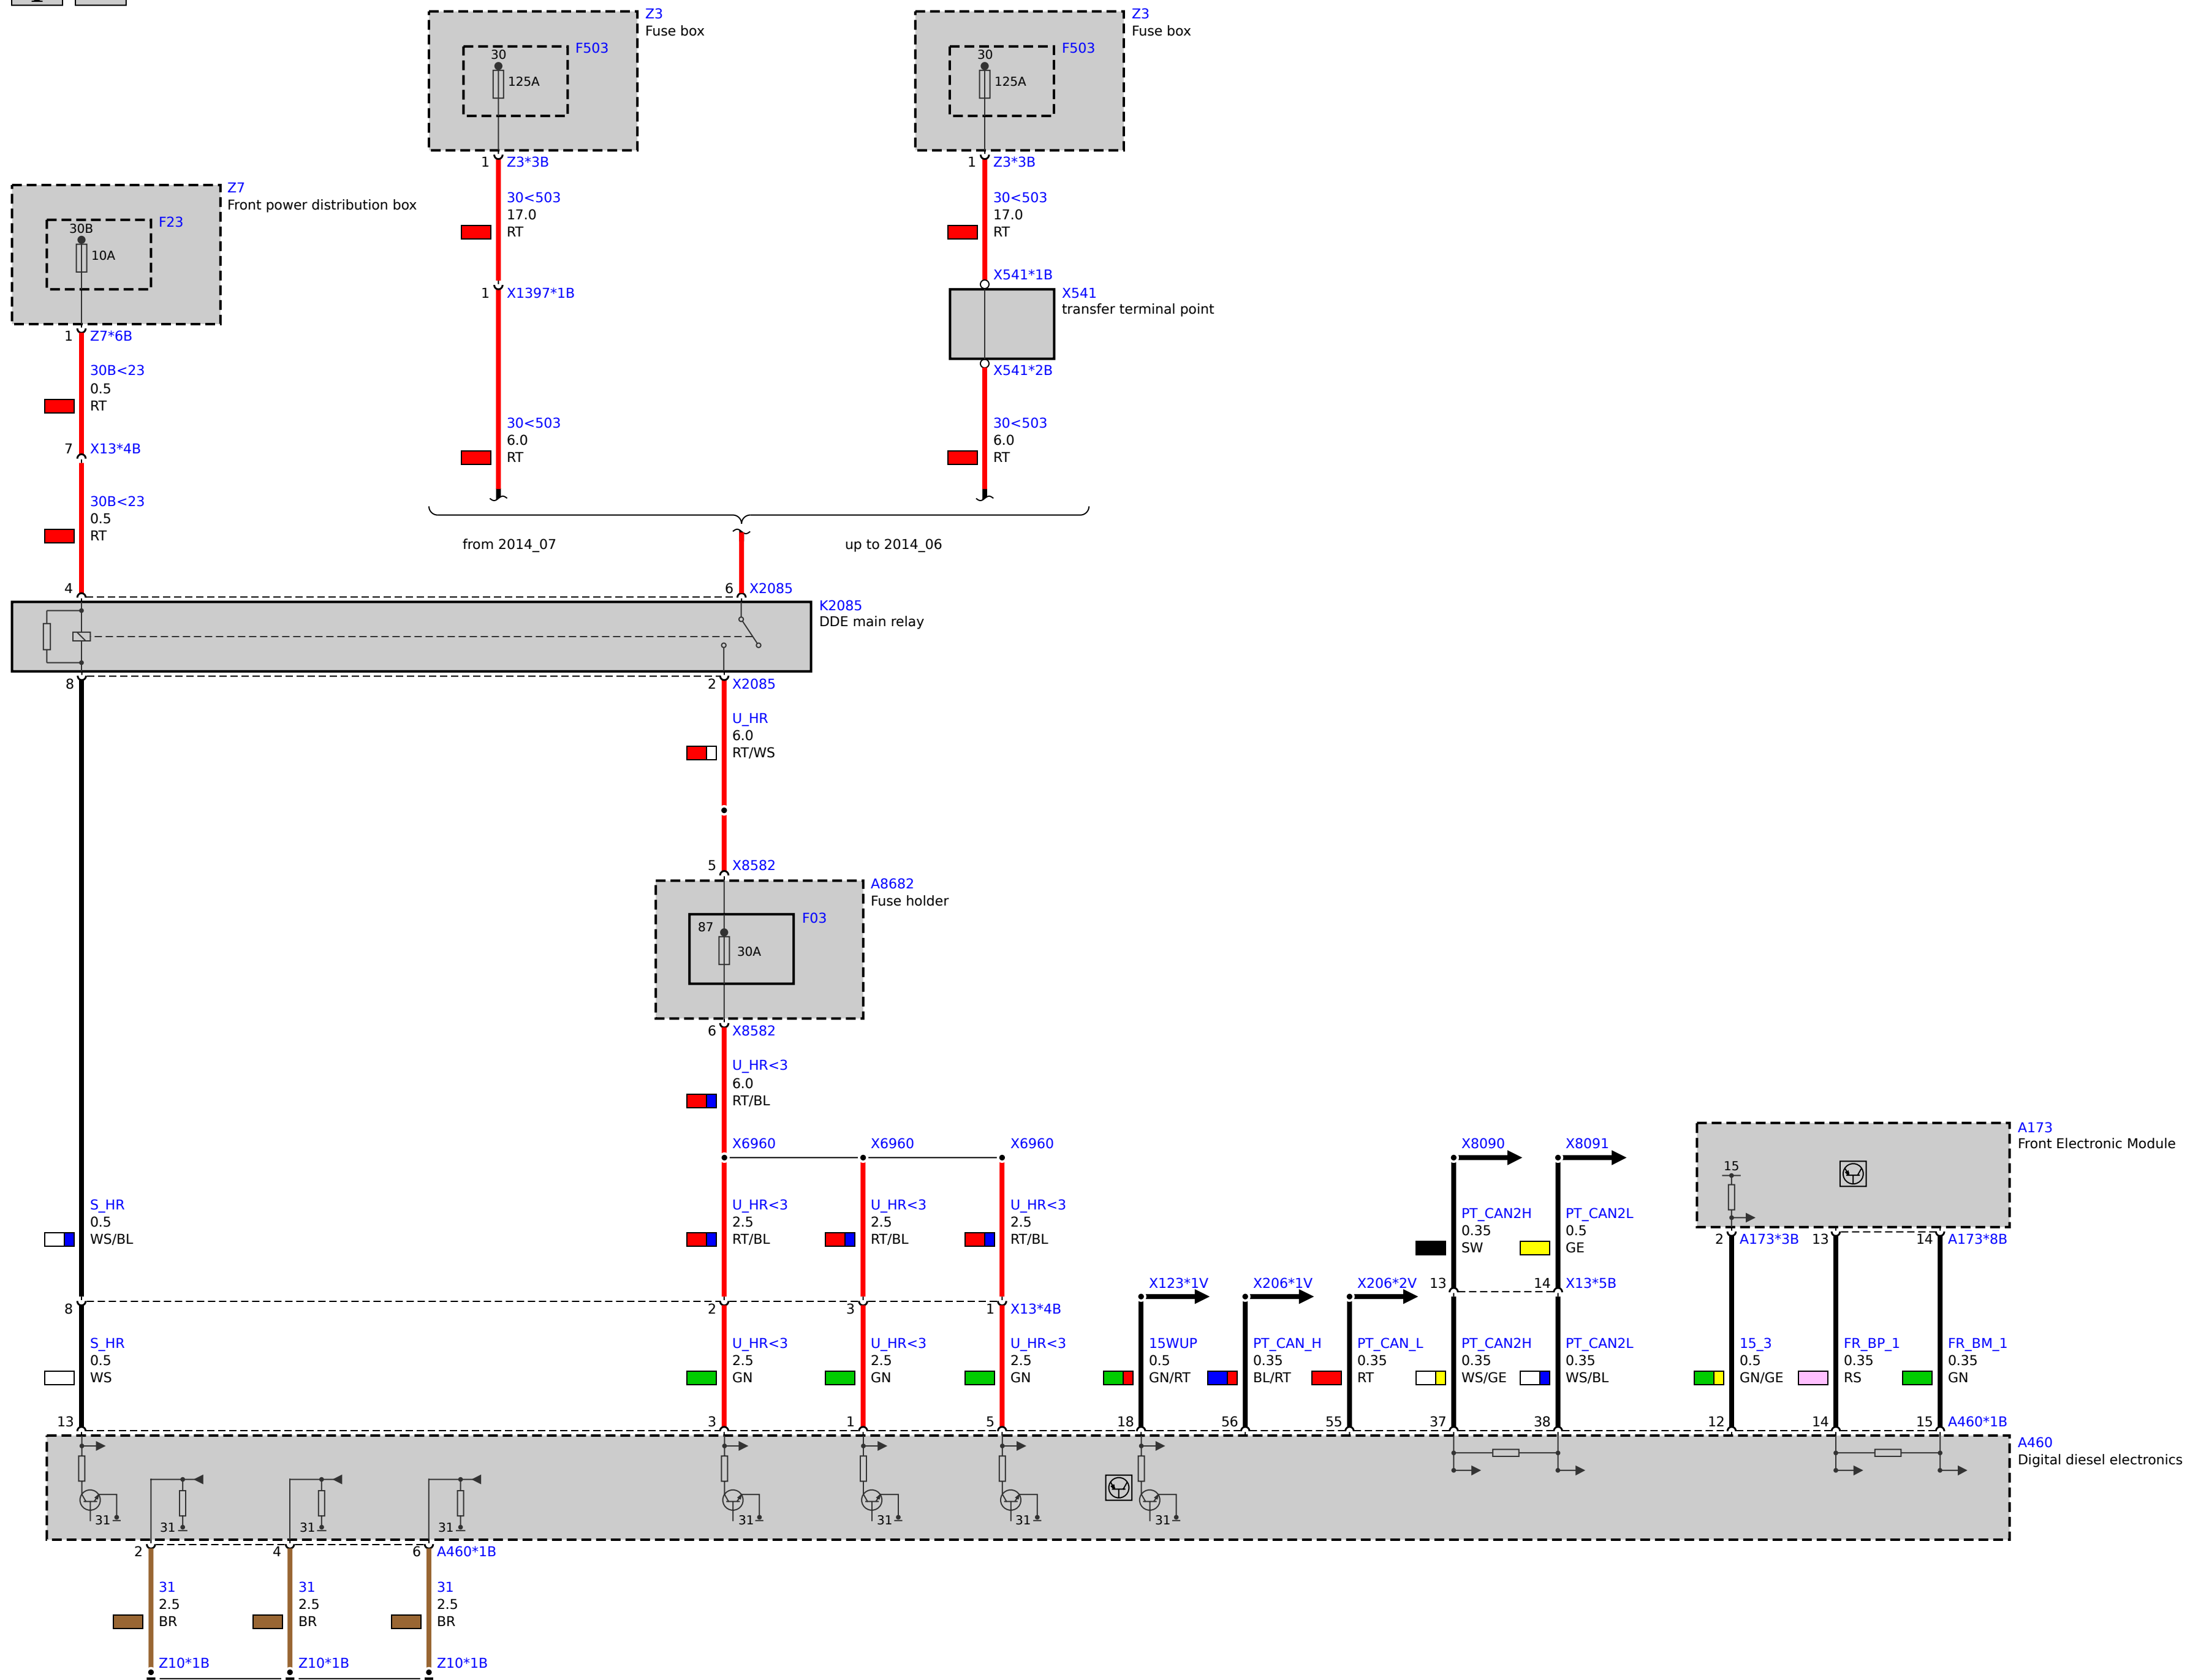 Z3
Fuse box
F503
30
125A
1 Z3*3B
30<503
17.0
RT
1 X1397*1B
30<503
6.0
RT
Z3
Fuse box
F503
30
125A
1 Z3*3B
30<503
17.0
RT
X541*1B
X541
transfer terminal point
X541*2B
30<503
6.0
RT
Z7
Front power distribution box
F23
30B
10A
1 Z7*6B
30B<23
0.5
RT
7 X13*4B
30B<23
0.5
RT
from 2014_07
up to 2014_06
4
6 X2085
K2085
DDE main relay
8
2 X2085
U_HR
6.0
RT/WS
5 X8582
A8682
Fuse holder
F03
87
30A
6 X8582
U_HR<3
6.0
RT/BL
X6960
X6960
X6960
S_HR
0.5
WS/BL
U_HR<3
2.5
RT/BL
U_HR<3
2.5
RT/BL
U_HR<3
2.5
RT/BL
X8090
X8091
PT_CAN2H
0.35
SW
PT_CAN2L
0.5
GE
A173
Front Electronic Module
15
2 A173*3B
13
14 A173*8B
8
2
3
1 X13*4B
X123*1V
X206*1V
X206*2V
13
14 X13*5B
S_HR
0.5
WS
U_HR<3
2.5
GN
U_HR<3
2.5
GN
U_HR<3
2.5
GN
15WUP
0.5
GN/RT
PT_CAN_H
0.35
BL/RT
PT_CAN_L
0.35
RT
PT_CAN2H
0.35
WS/GE
PT_CAN2L
0.35
WS/BL
15_3
0.5
GN/GE
FR_BP_1
0.35
RS
FR_BM_1
0.35
GN
13
3
1
5
18
56
55
37
38
12
14
15 A460*1B
A460
Digital diesel electronics
31
31
31
31
31
31
31
31
2
4
6 A460*1B
31
2.5
BR
31
2.5
BR
31
2.5
BR
Z10*1B
Z10*1B
Z10*1B